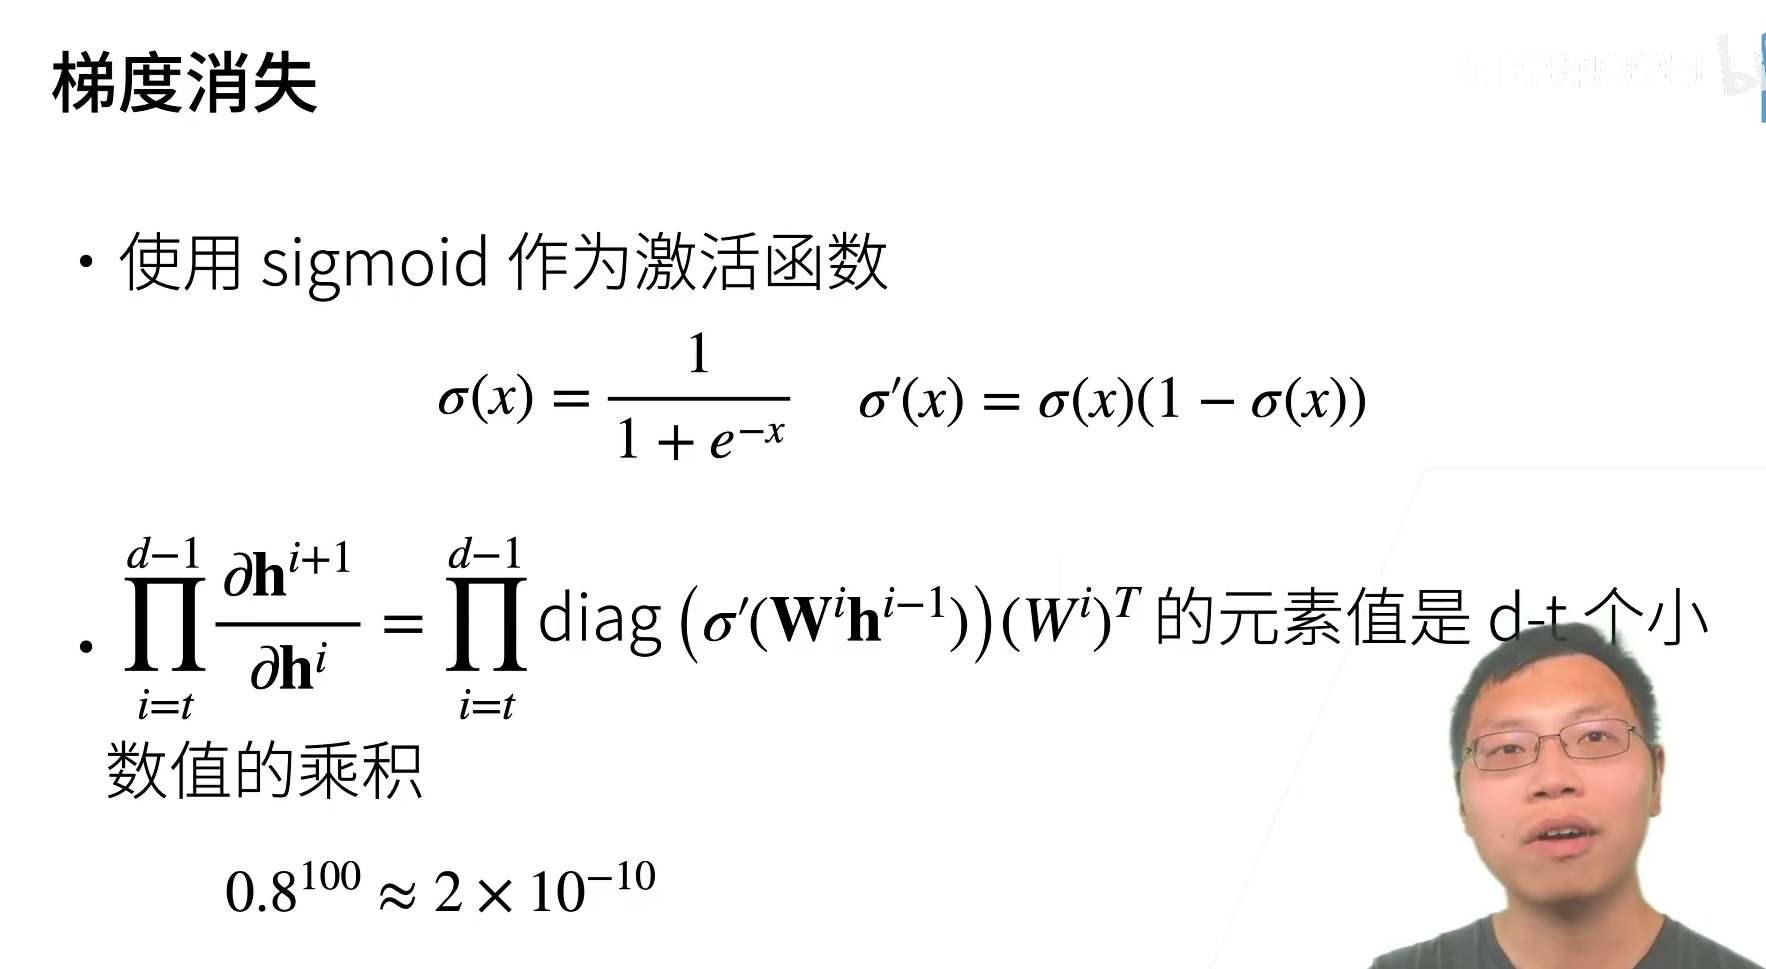 梯度消失
• 使用 sigmoid 作为激活函数
σ(x) = 1 / (1 + e^{−x})    σ′(x) = σ(x)(1 − σ(x))
• ∏_{i=t}^{d−1} ∂𝐡^{i+1} / ∂𝐡^{i} = ∏_{i=t}^{d−1} diag (σ′(𝐖^{i}𝐡^{i−1})) (W^{i})^{T} 的元素值是 d-t 个小
数值的乘积
0.8^{100} ≈ 2 × 10^{−10}